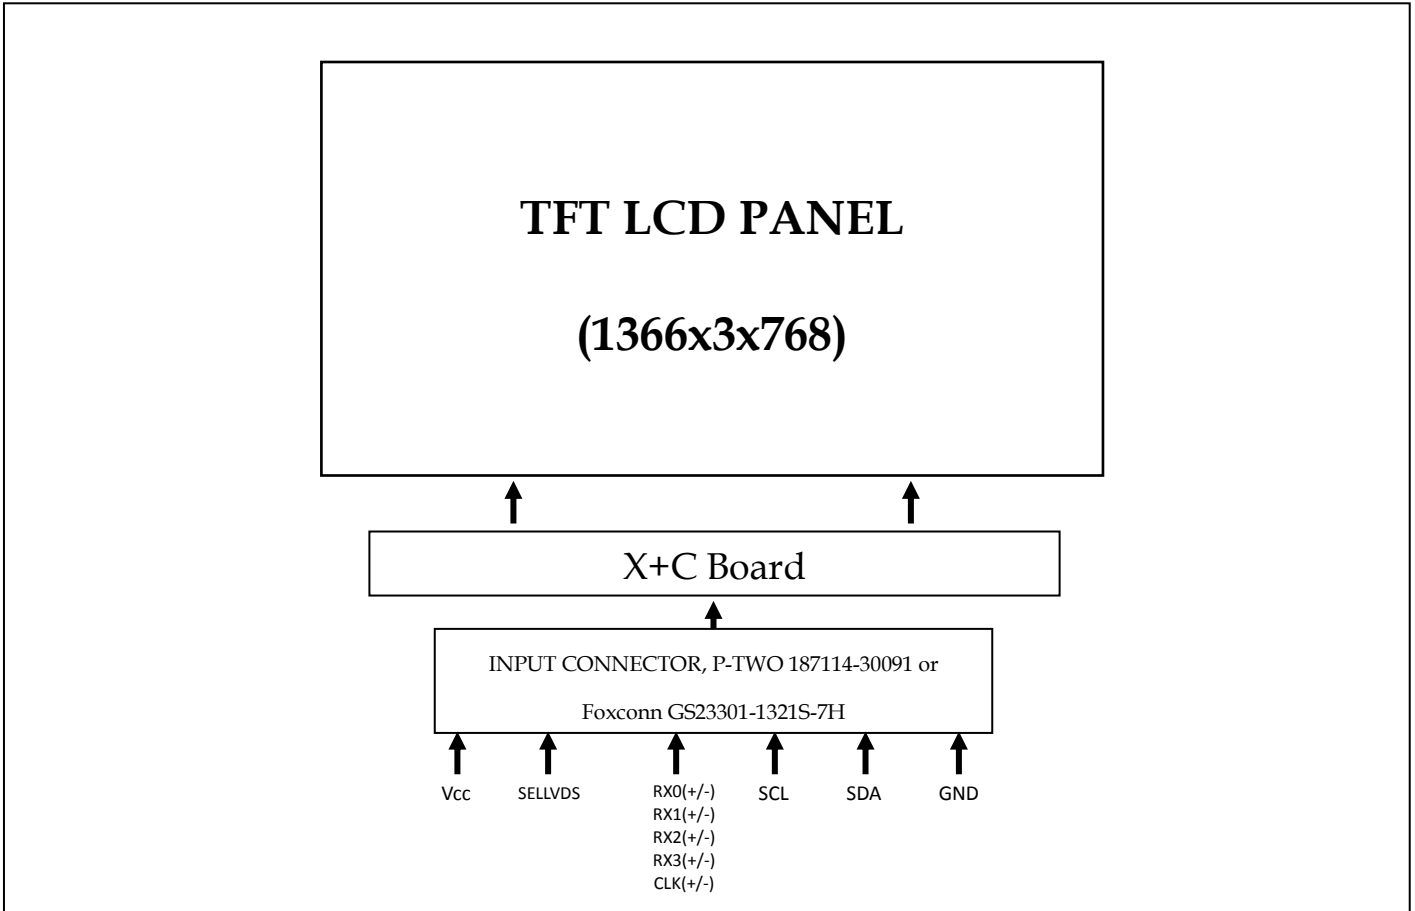 TFT LCD PANEL
(1366x3x768)
X+C Board
INPUT CONNECTOR, P-TWO 187114-30091 or
Foxconn GS23301-1321S-7H
Vcc
SELLVDS
RX0(+/-)
RX1(+/-)
RX2(+/-)
RX3(+/-)
CLK(+/-)
SCL
SDA
GND